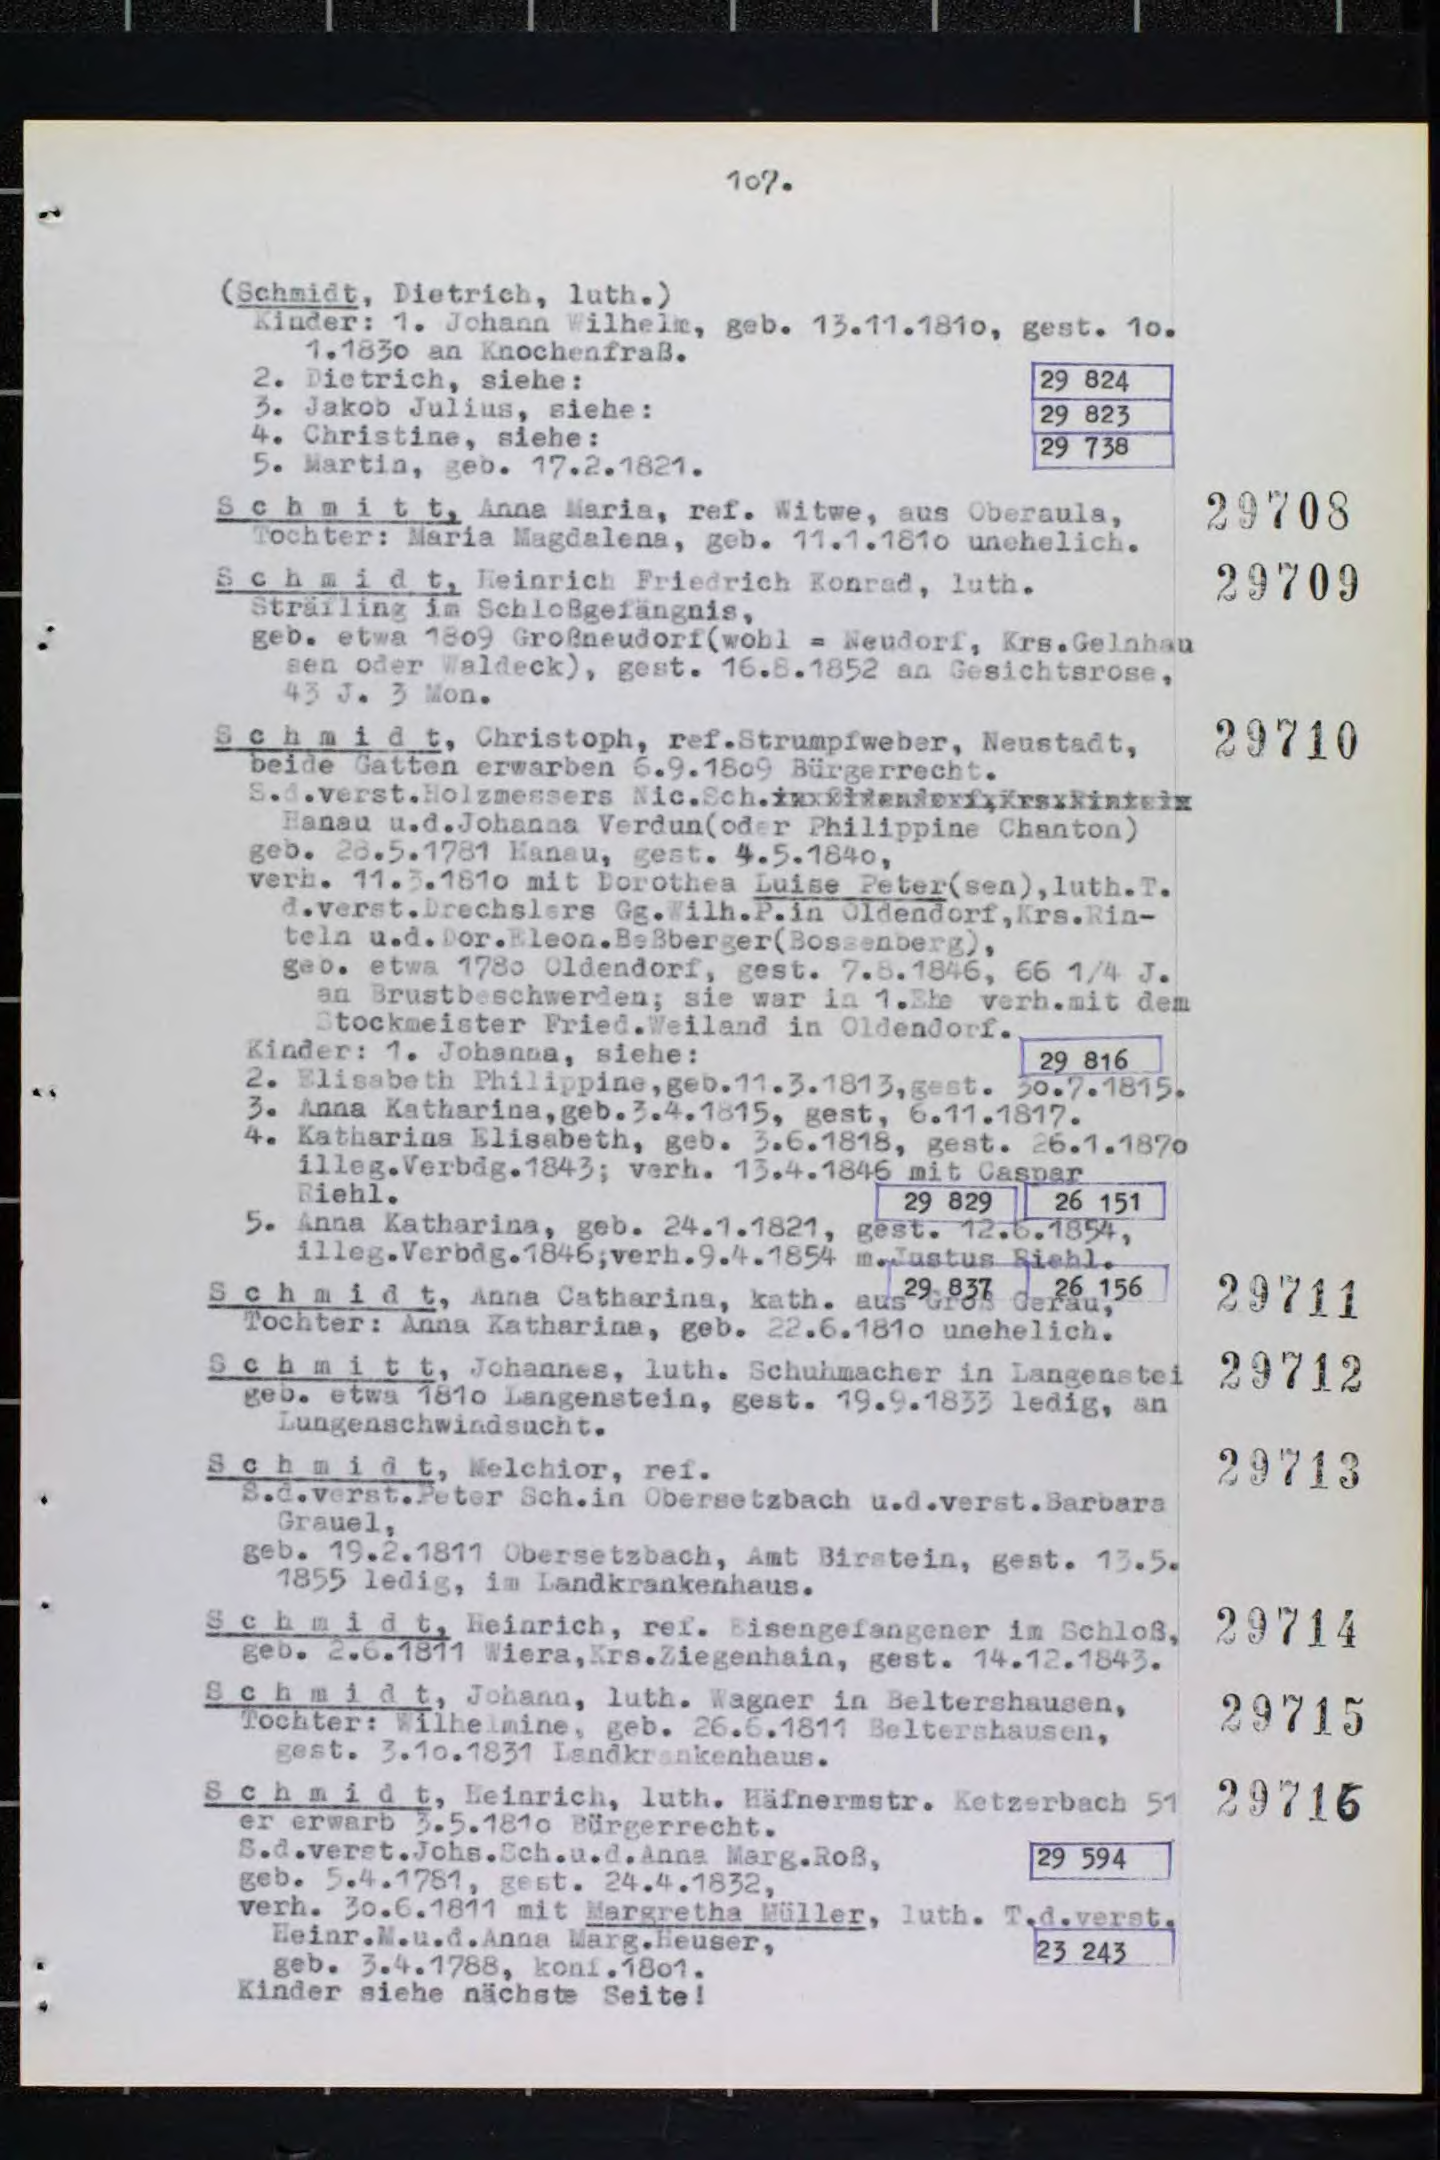 107.
(Schmidt, Dietrich, luth.)
Kinder: 1. Johann Wilhelm, geb. 13.11.181o, gest. 1o.
1.183o an Knochenfraß.
2. Dietrich, siehe: 29 824
3. Jakob Julius, siehe: 29 823
4. Christine, siehe: 29 738
5. Martin, geb. 17.2.1821.
S c h m i t t, Anna Maria, ref. Witwe, aus Oberaula, 29708
Tochter: Maria Magdalena, geb. 11.1.181o unehelich.
S c h m i d t, Heinrich Friedrich Konrad, luth. 29709
Sträfling im Schloßgefängnis,
geb. etwa 18o9 Großneudorf(wohl = Neudorf, Krs.Gelnhau
sen oder Waldeck), gest. 16.8.1852 an Gesichtsrose,
43 J. 3 Mon.
S c h m i d t, Christoph, ref.Strumpfweber, Neustadt, 29710
beide Gatten erwarben 6.9.18o9 Bürgerrecht.
S.d.verst.Holzmessers Nic.Sch.
Hanau u.d.Johanna Verdun(oder Philippine Chanton)
geb. 28.5.1781 Hanau, gest. 4.5.184o,
verh. 11.3.181o mit Dorothea Luise Peter(sen),luth.T.
d.verst.Drechslers Gg.Wilh.P.in Oldendorf,Krs.Rin-
teln u.d.Dor.Eleon.Beßberger(Bossenberg),
geb. etwa 178o Oldendorf, gest. 7.8.1846, 66 1/4 J.
an Brustbeschwerden; sie war in 1.Ehe verh.mit dem
Stockmeister Fried.Weiland in Oldendorf.
Kinder: 1. Johanna, siehe: 29 816
2. Elisabeth Philippine,geb.11.3.1813,gest. 3o.7.1815.
3. Anna Katharina,geb.3.4.1815, gest, 6.11.1817.
4. Katharina Elisabeth, geb. 3.6.1818, gest. 26.1.187o
illeg.Verbdg.1843; verh. 13.4.1846 mit Caspar
Riehl. 29 829 26 151
5. Anna Katharina, geb. 24.1.1821, gest. 12.6.1854,
illeg.Verbdg.1846;verh.9.4.1854 m.Justus Riehl.
29 837 26 156
S c h m i d t, Anna Catharina, kath. aus Groß Gerau, 29711
Tochter: Anna Katharina, geb. 22.6.181o unehelich.
S c h m i t t, Johannes, luth. Schuhmacher in Langenstei 29712
geb. etwa 181o Langenstein, gest. 19.9.1833 ledig, an
Lungenschwindsucht.
S c h m i d t, Melchior, ref. 29713
S.d.verst.Peter Sch.in Obersetzbach u.d.verst.Barbara
Grauel,
geb. 19.2.1811 Obersetzbach, Amt Birstein, gest. 13.5.
1855 ledig, im Landkrankenhaus.
S c h m i d t, Heinrich, ref. Eisengefangener im Schloß, 29714
geb. 2.6.1811 Wiera,Krs.Ziegenhain, gest. 14.12.1843.
S c h m i d t, Johann, luth. Wagner in Beltershausen, 29715
Tochter: Wilhelmine, geb. 26.6.1811 Beltershausen,
gest. 3.1o.1831 Landkrankenhaus.
S c h m i d t, Heinrich, luth. Häfnermstr. Ketzerbach 51 29716
er erwarb 3.5.181o Bürgerrecht.
S.d.verst.Johs.Sch.u.d.Anna Marg.Roß, 29 594
geb. 5.4.1781, gest. 24.4.1832,
verh. 3o.6.1811 mit Margretha Müller, luth. T.d.verst.
Heinr.M.u.d.Anna Marg.Heuser, 23 243
geb. 3.4.1788, konf.18o1.
Kinder siehe nächste Seite!